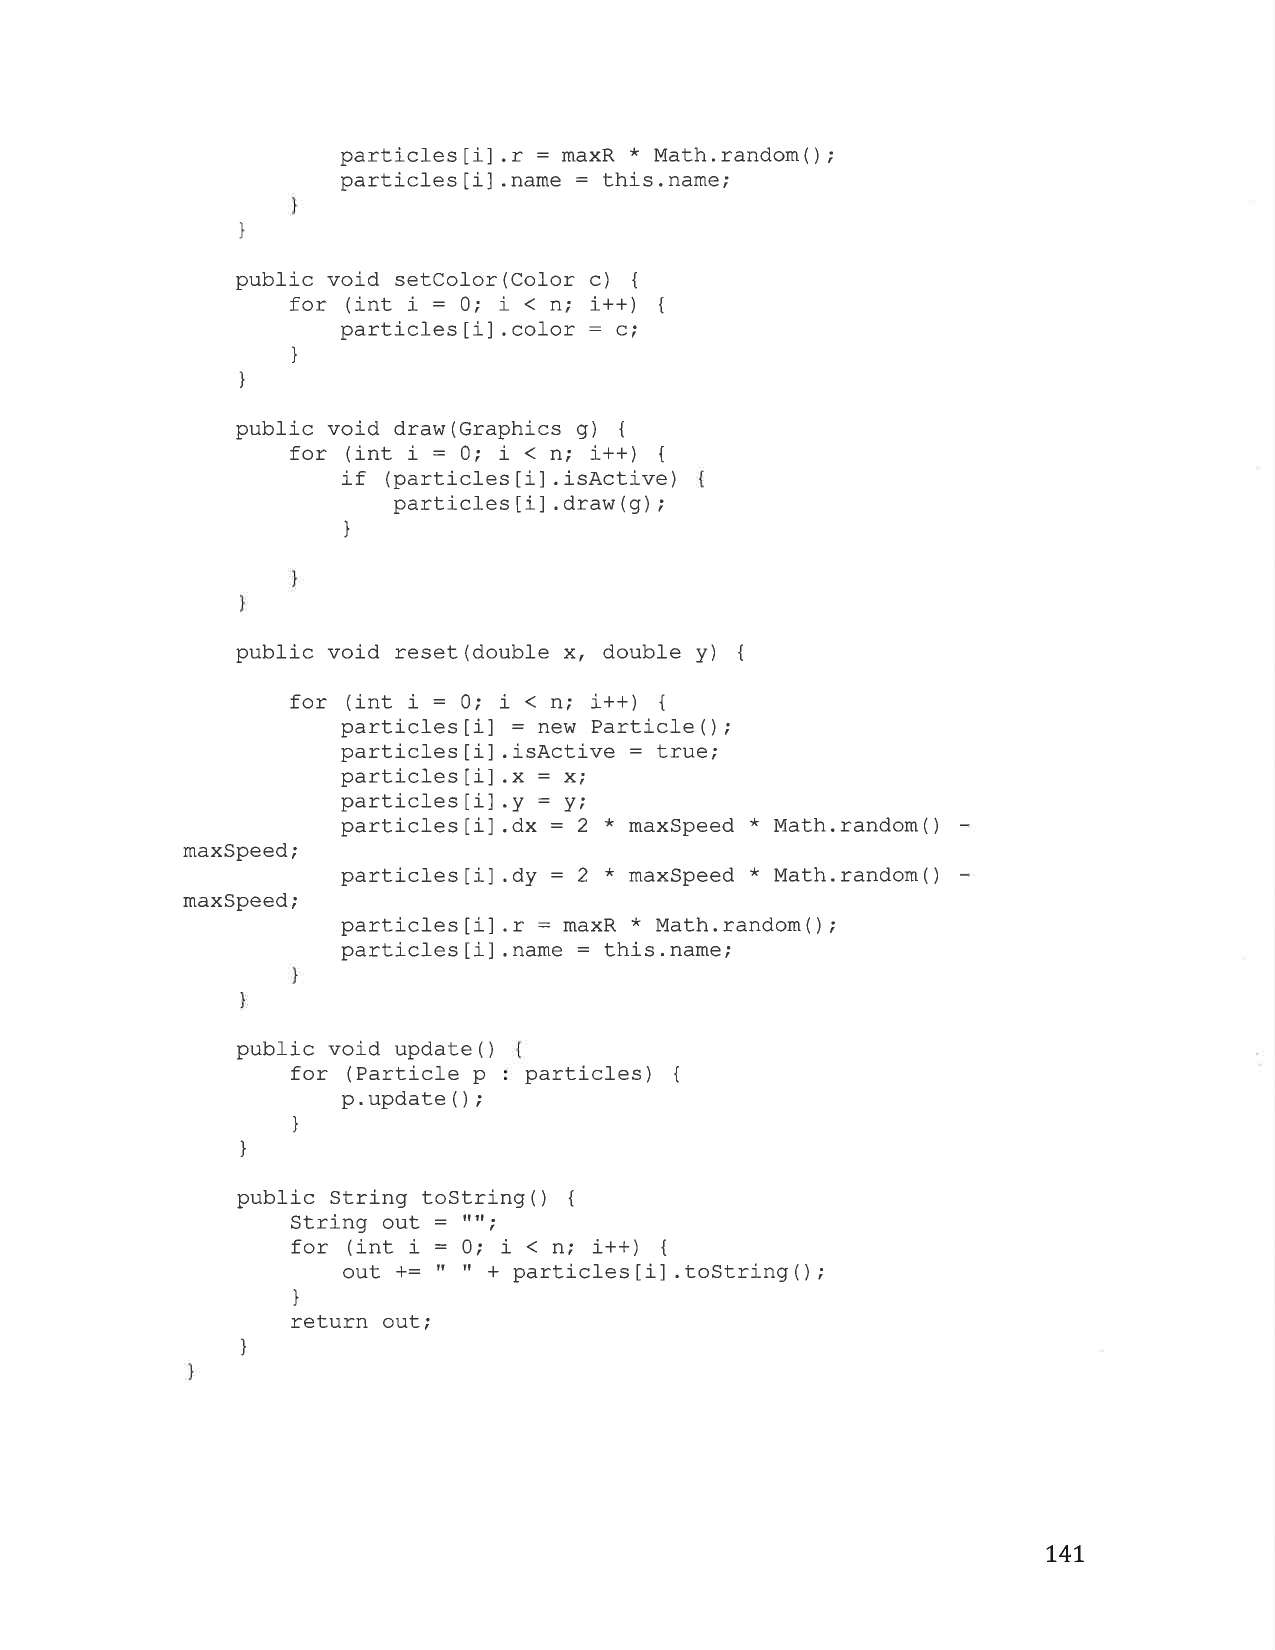 particles[i].r = maxR * Math.random();
particles[i].name = this.name;
}
}
public void setColor(Color c) {
for (int i = 0; i < n; i++) {
particles[i].color = c;
}
}
public void draw(Graphics g) {
for (int i = 0; i < n; i++) {
if (particles[i].isActive) {
particles[i].draw(g);
}
}
}
public void reset(double x, double y) {
for (int i = 0; i < n; i++) {
particles[i] = new Particle();
particles[i].isActive = true;
particles[i].x = x;
particles[i].y = y;
particles[i].dx = 2 * maxSpeed * Math.random() -
maxSpeed;
particles[i].dy = 2 * maxSpeed * Math.random() -
maxSpeed;
particles[i].r = maxR * Math.random();
particles[i].name = this.name;
}
}
public void update() {
for (Particle p : particles) {
p.update();
}
}
public String toString() {
String out = "";
for (int i = 0; i < n; i++) {
out += " " + particles[i].toString();
}
return out;
}
}
141